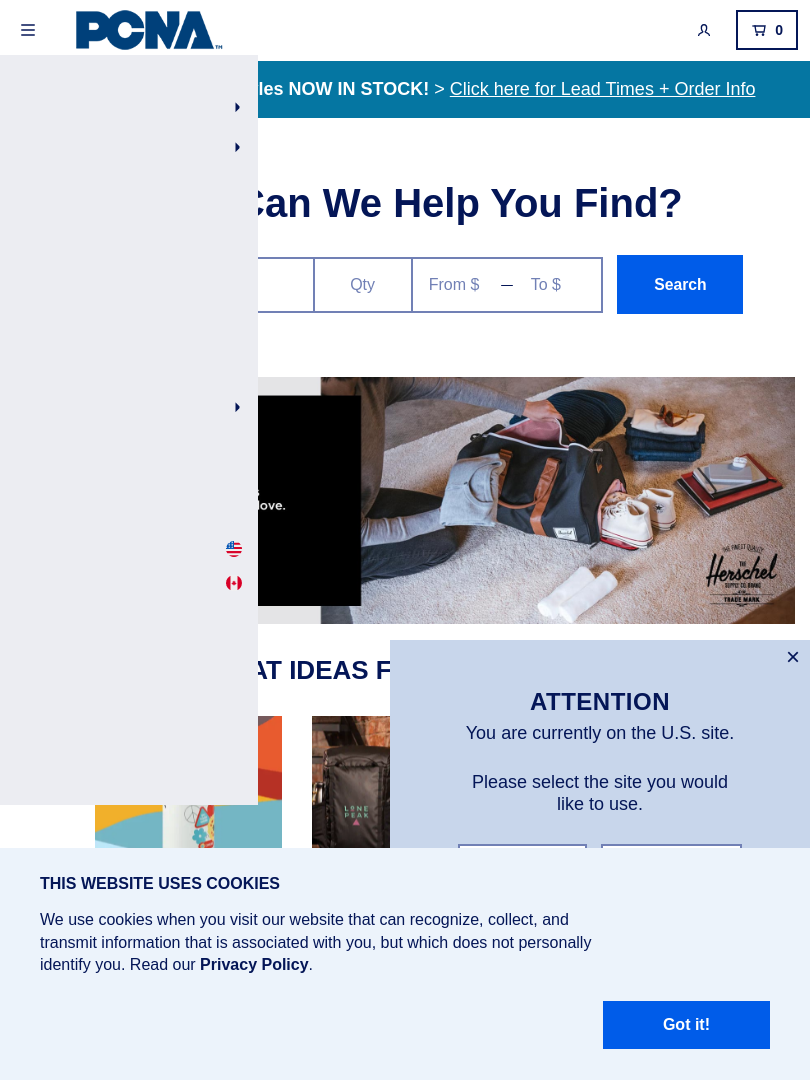 PCNA™
0
les NOW IN STOCK! > Click here for Lead Times + Order Info
Can We Help You Find?
Qty
From $ — To $
Search
s
love.
Herschel
SUPPLY CO. BRAND
TRADE MARK
AT IDEAS F
LONE
PEAK
ATTENTION
You are currently on the U.S. site.
Please select the site you would
like to use.
THIS WEBSITE USES COOKIES
We use cookies when you visit our website that can recognize, collect, and
transmit information that is associated with you, but which does not personally
identify you. Read our Privacy Policy.
Got it!